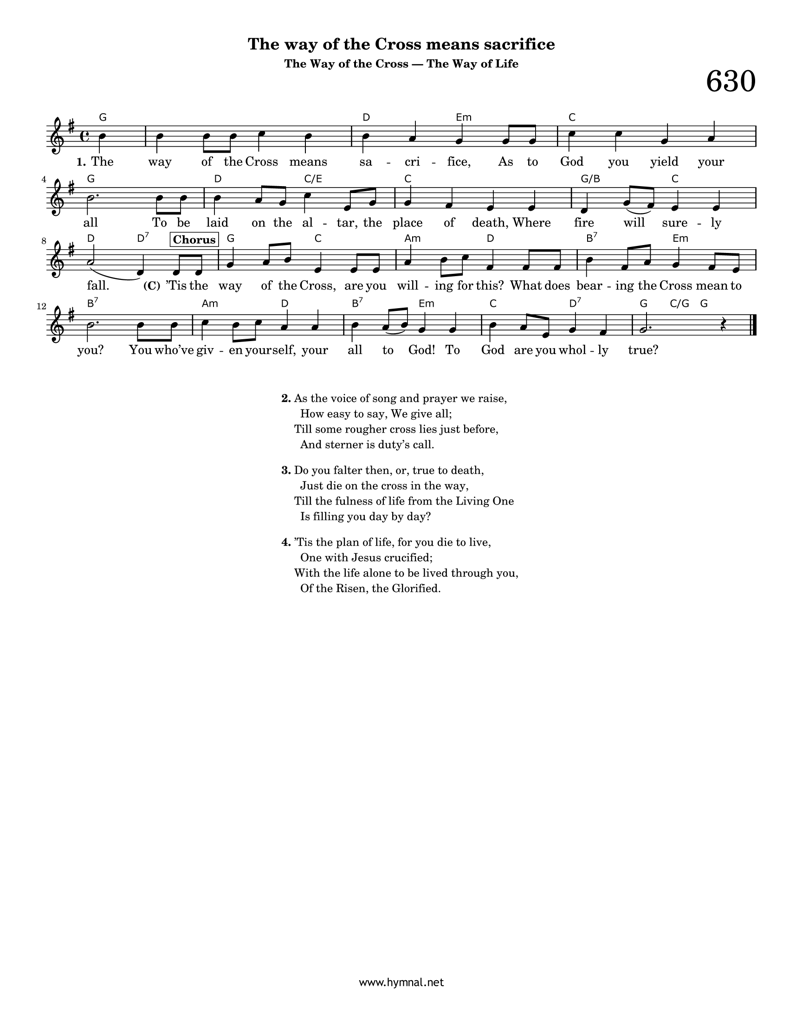 The way of the Cross means sacrifice
The Way of the Cross — The Way of Life
630
G D Em C
1. The way of the Cross means sa - cri - fice, As to God you yield your
4 G D C/E C G/B C
all To be laid on the al - tar, the place of death, Where fire will sure - ly
8 D D7 Chorus G C Am D B7 Em
fall. (C) ’Tis the way of the Cross, are you will - ing for this? What does bear - ing the Cross mean to
12 B7 Am D B7 Em C D7 G C/G G
you? You who’ve giv - en yourself, your all to God! To God are you whol - ly true?
2. As the voice of song and prayer we raise,
How easy to say, We give all;
Till some rougher cross lies just before,
And sterner is duty’s call.
3. Do you falter then, or, true to death,
Just die on the cross in the way,
Till the fulness of life from the Living One
Is filling you day by day?
4. ’Tis the plan of life, for you die to live,
One with Jesus crucified;
With the life alone to be lived through you,
Of the Risen, the Glorified.
www.hymnal.net